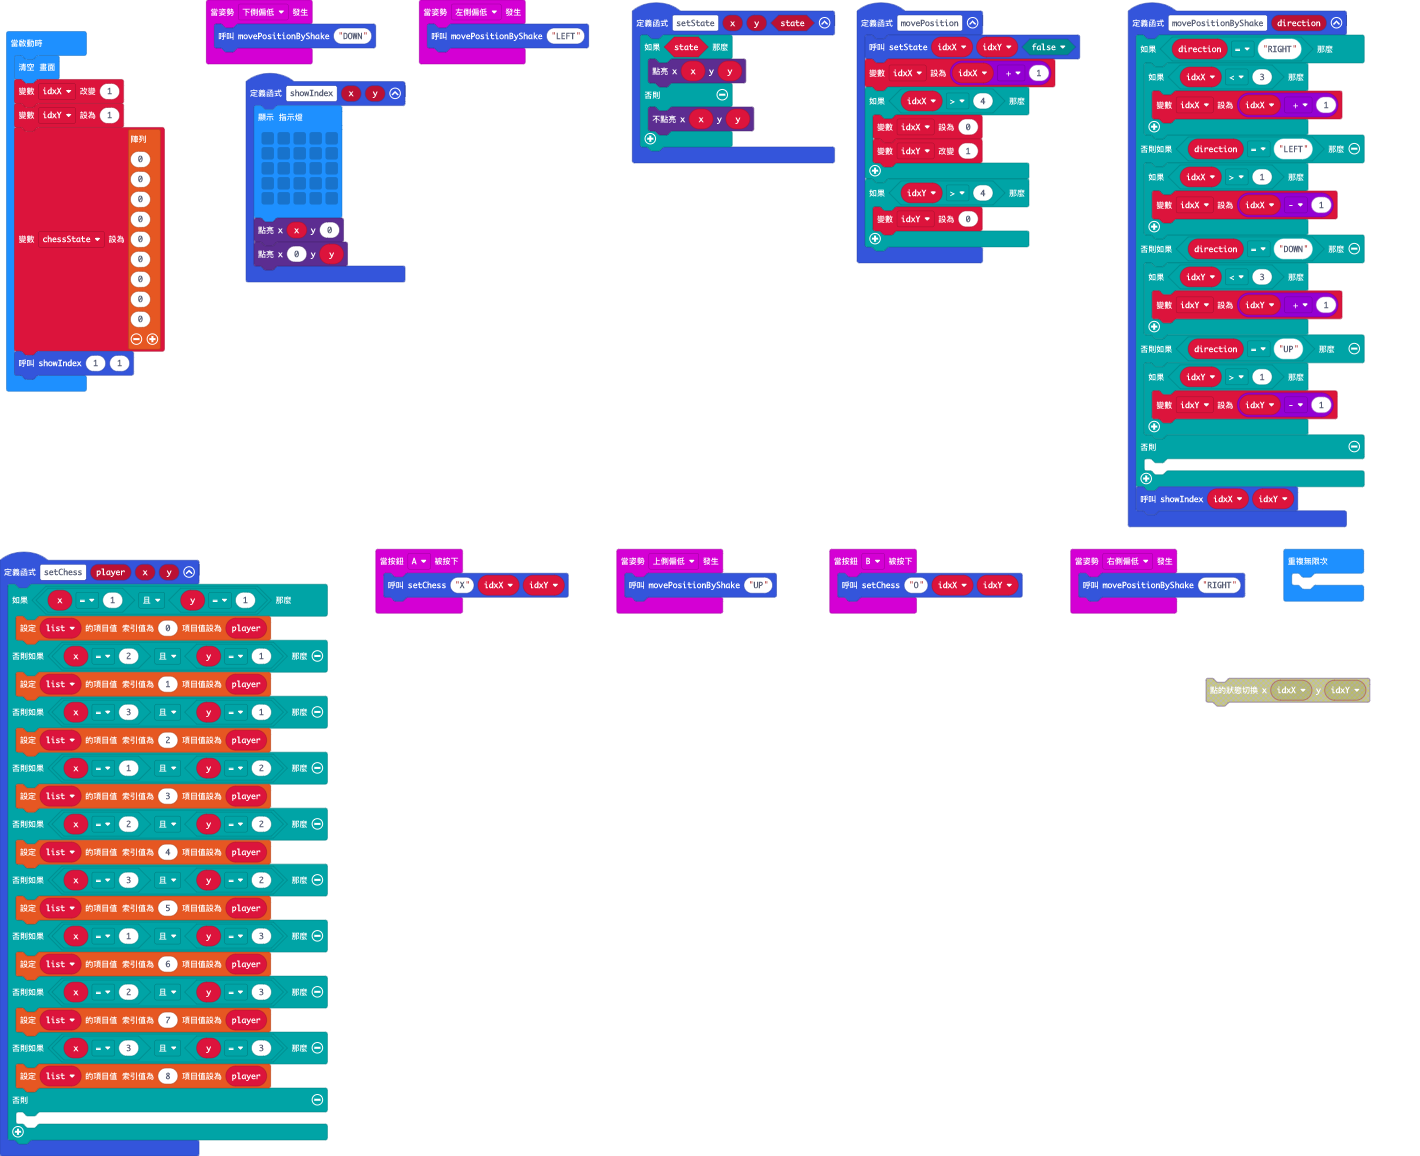 當啟動時
清空 畫面
變數 idxX 改變 1
變數 idxY 設為 1
變數 chessState 設為 陣列
0
0
0
0
0
0
0
0
0
呼叫 showIndex 1 1
當姿勢 下側偏低 發生
呼叫 movePositionByShake "DOWN"
當姿勢 左側偏低 發生
呼叫 movePositionByShake "LEFT"
定義函式 showIndex x y
顯示 指示燈
點亮 x x y 0
點亮 x 0 y y
定義函式 setState x y state
如果 state 那麼
點亮 x x y y
否則
不點亮 x x y y
定義函式 movePosition
呼叫 setState idxX idxY false
變數 idxX 設為 idxX + 1
如果 idxX > 4 那麼
變數 idxX 設為 0
變數 idxY 改變 1
如果 idxY > 4 那麼
變數 idxY 設為 0
定義函式 movePositionByShake direction
如果 direction = "RIGHT" 那麼
如果 idxX < 3 那麼
變數 idxX 設為 idxX + 1
否則如果 direction = "LEFT" 那麼
如果 idxX > 1 那麼
變數 idxX 設為 idxX - 1
否則如果 direction = "DOWN" 那麼
如果 idxY < 3 那麼
變數 idxY 設為 idxY + 1
否則如果 direction = "UP" 那麼
如果 idxY > 1 那麼
變數 idxY 設為 idxY - 1
否則
呼叫 showIndex idxX idxY
定義函式 setChess player x y
如果 x = 1 且 y = 1 那麼
設定 list 的項目值 索引值為 0 項目值設為 player
否則如果 x = 2 且 y = 1 那麼
設定 list 的項目值 索引值為 1 項目值設為 player
否則如果 x = 3 且 y = 1 那麼
設定 list 的項目值 索引值為 2 項目值設為 player
否則如果 x = 1 且 y = 2 那麼
設定 list 的項目值 索引值為 3 項目值設為 player
否則如果 x = 2 且 y = 2 那麼
設定 list 的項目值 索引值為 4 項目值設為 player
否則如果 x = 3 且 y = 2 那麼
設定 list 的項目值 索引值為 5 項目值設為 player
否則如果 x = 1 且 y = 3 那麼
設定 list 的項目值 索引值為 6 項目值設為 player
否則如果 x = 2 且 y = 3 那麼
設定 list 的項目值 索引值為 7 項目值設為 player
否則如果 x = 3 且 y = 3 那麼
設定 list 的項目值 索引值為 8 項目值設為 player
否則
當按鈕 A 被按下
呼叫 setChess "X" idxX idxY
當姿勢 上側偏低 發生
呼叫 movePositionByShake "UP"
當按鈕 B 被按下
呼叫 setChess "O" idxX idxY
當姿勢 右側偏低 發生
呼叫 movePositionByShake "RIGHT"
重複無限次
點的狀態切換 x idxX y idxY